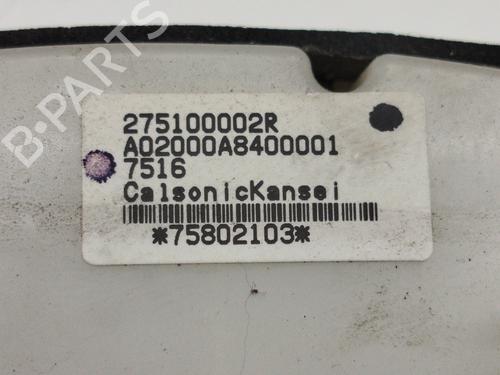 275100002R
A02000A8400001
7516
CalsonicKansei
*75802103*
B-PARTS